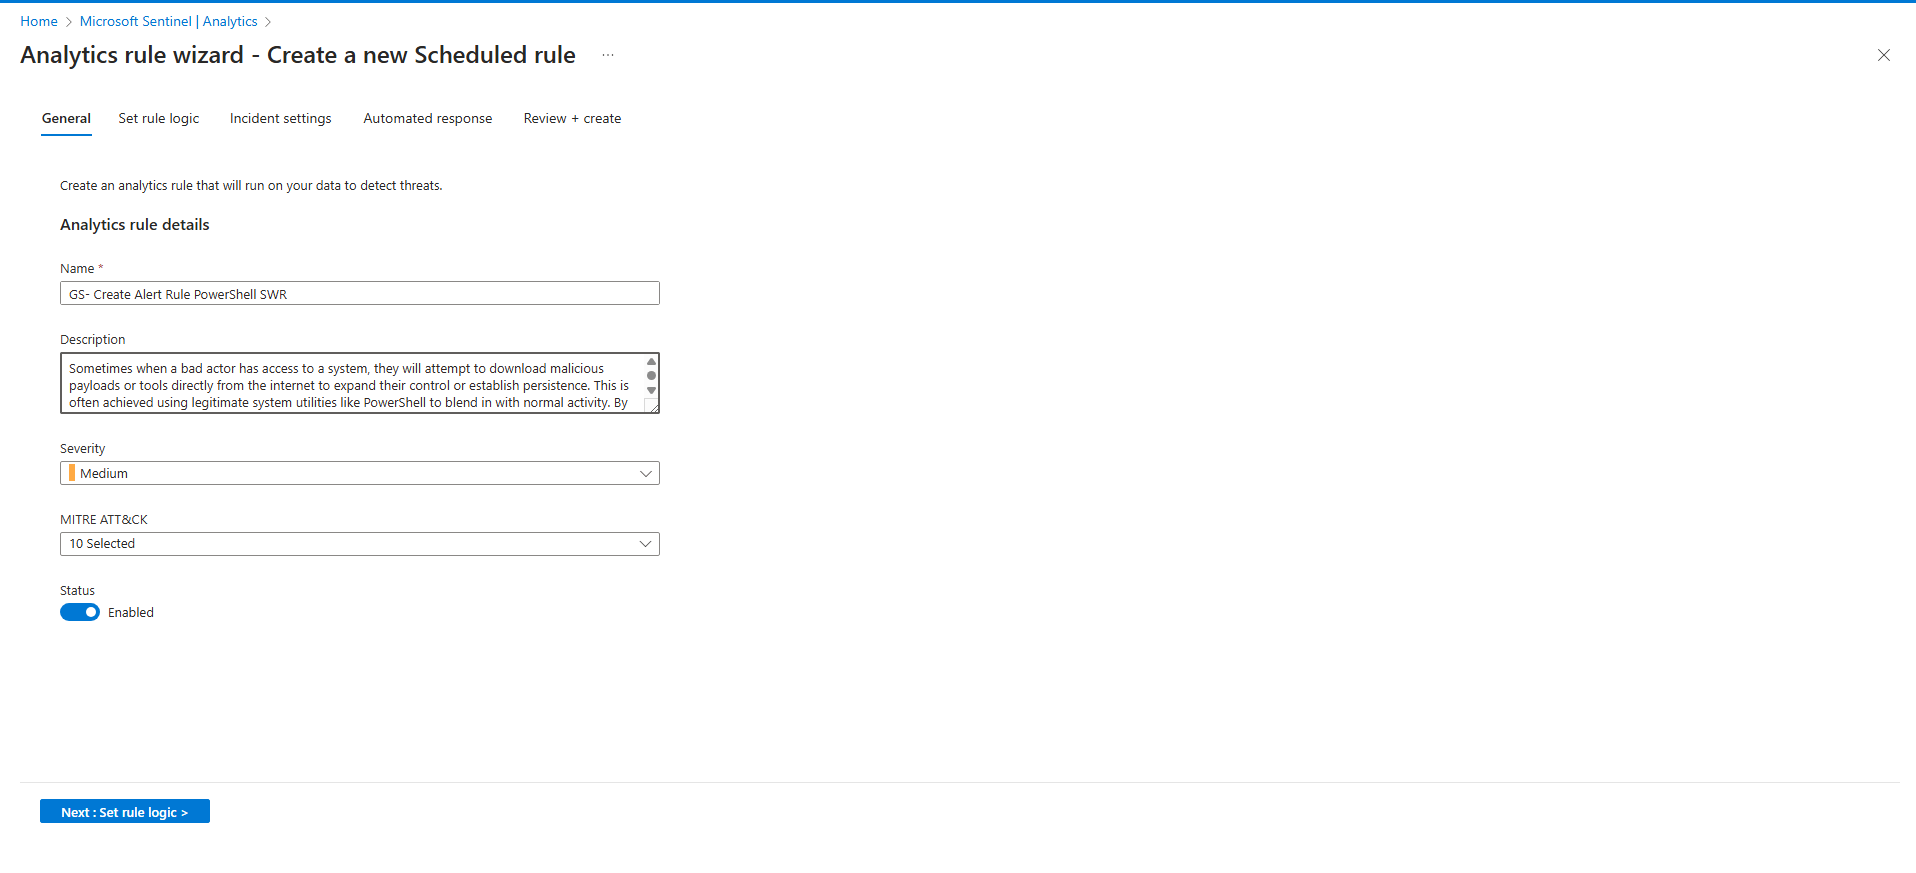 Home > Microsoft Sentinel | Analytics >
Analytics rule wizard - Create a new Scheduled rule ...
General Set rule logic Incident settings Automated response Review + create
Create an analytics rule that will run on your data to detect threats.
Analytics rule details
Name *
GS- Create Alert Rule PowerShell SWR
Description
Sometimes when a bad actor has access to a system, they will attempt to download malicious
payloads or tools directly from the internet to expand their control or establish persistence. This is
often achieved using legitimate system utilities like PowerShell to blend in with normal activity. By
Severity
Medium
MITRE ATT&CK
10 Selected
Status
Enabled
Next : Set rule logic >